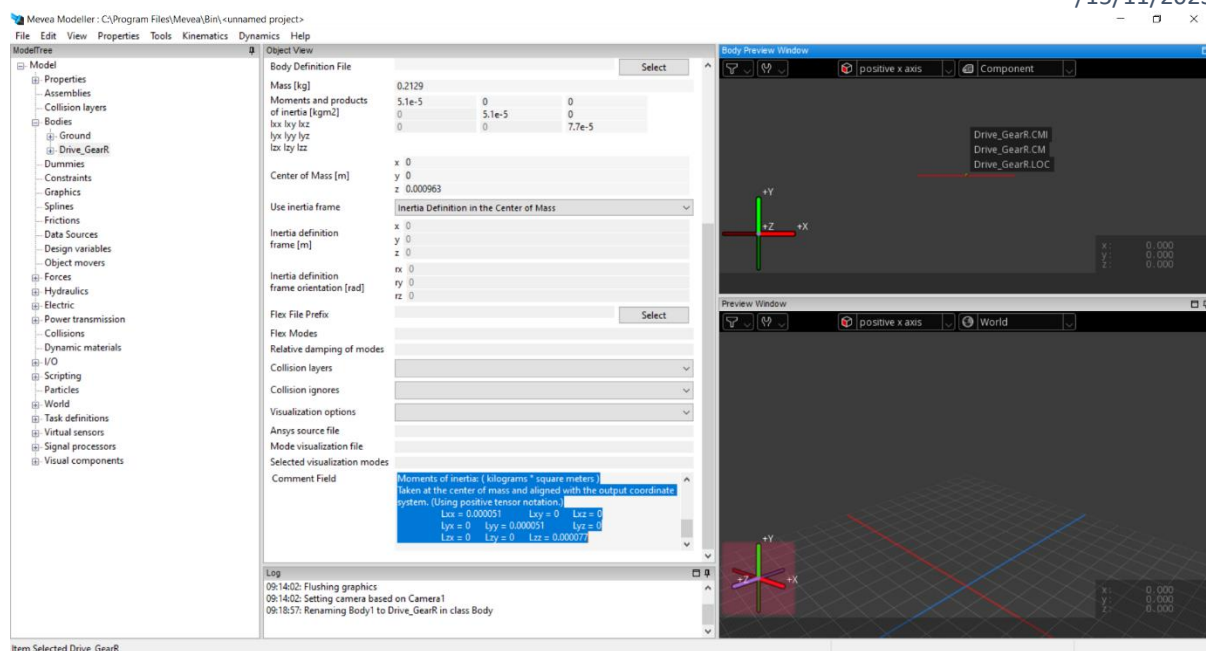 /15/11/2023
Mevea Modeller : C:\Program Files\Mevea\Bin\<unnamed project>
File Edit View Properties Tools Kinematics Dynamics Help
ModelTree
Model
Properties
Assemblies
Collision layers
Bodies
Ground
Drive_GearR
Dummies
Constraints
Graphics
Splines
Frictions
Data Sources
Design variables
Object movers
Forces
Hydraulics
Electric
Power transmission
Collisions
Dynamic materials
I/O
Scripting
Particles
World
Task definitions
Virtual sensors
Signal processors
Visual components
Object View
Body Definition File Select
Mass [kg] 0.2129
Moments and products 5.1e-5 0 0
of inertia [kgm2] 0 5.1e-5 0
Ixx Ixy Ixz 0 0 7.7e-5
Iyx Iyy Iyz
Izx Izy Izz
x 0
Center of Mass [m] y 0
z 0.000963
Use inertia frame Inertia Definition in the Center of Mass
Inertia definition x 0
frame [m] y 0
z 0
Inertia definition rx 0
frame orientation [rad] ry 0
rz 0
Flex File Prefix Select
Flex Modes
Relative damping of modes
Collision layers
Collision ignores
Visualization options
Ansys source file
Mode visualization file
Selected visualization modes
Comment Field Moments of inertia: ( kilograms * square meters )
Taken at the center of mass and aligned with the output coordinate
system. (Using positive tensor notation.)
Lxx = 0.000051 Lxy = 0 Lxz = 0
Lyx = 0 Lyy = 0.000051 Lyz = 0
Lzx = 0 Lzy = 0 Lzz = 0.000077
Log
09:14:02: Flushing graphics
09:14:02: Setting camera based on Camera1
09:18:57: Renaming Body1 to Drive_GearR in class Body
Body Preview Window
positive x axis Component
Drive_GearR.CMI
Drive_GearR.CM
Drive_GearR.LOC
+Y
+Z +X
x: 0.000
y: 0.000
z: 0.000
Preview Window
positive x axis World
+Y
+Z +X
x: 0.000
y: 0.000
z: 0.000
Item Selected Drive_GearR